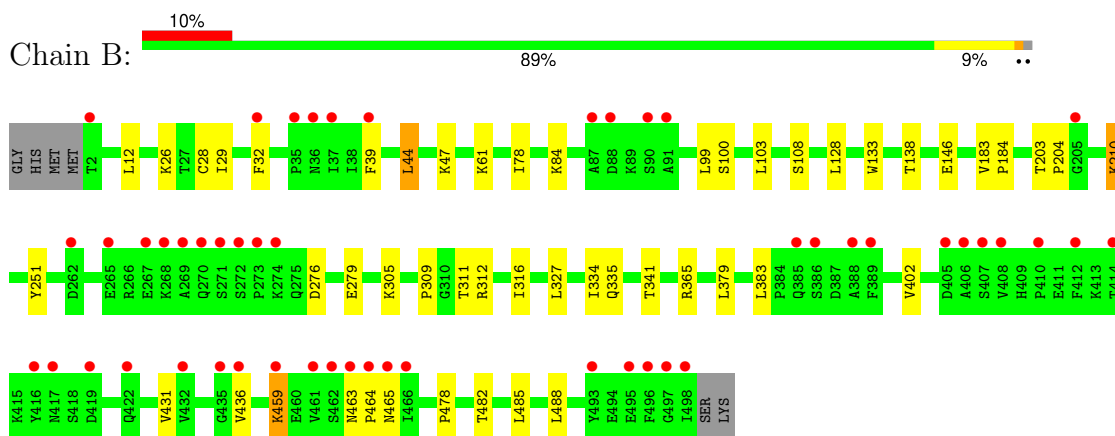 10%
Chain B:
89% 9% ••
GLY HIS MET MET T2 L12 K26 T27 C28 I29 F32 P35 N36 I37 I38 F39 L44 K47 K61 I78 K84 A87 D88 K89 S90 A91 L99 S100 L103 S108 L128 W133 T138 E146 V183 P184 T203 P204 G205
Y251 D262 E265 R266 E267 K268 A269 Q270 S271 S272 P273 K274 Q275 D276 E279 K305 P309 G310 T311 R312 I316 L327 I334 Q335 T341 R365 L379 L383 P384 Q385 S386 D387 A388 F389 V402 D405 A406 S407 V408 H409 P410 E411 F412 K413 T414
K415 Y416 N417 S418 D419 Q422 V431 V432 G435 V436 K459 E460 V461 S462 N463 P464 N465 I466 P478 T482 L485 L488 Y493 E494 E495 F496 G497 I498 SER LYS